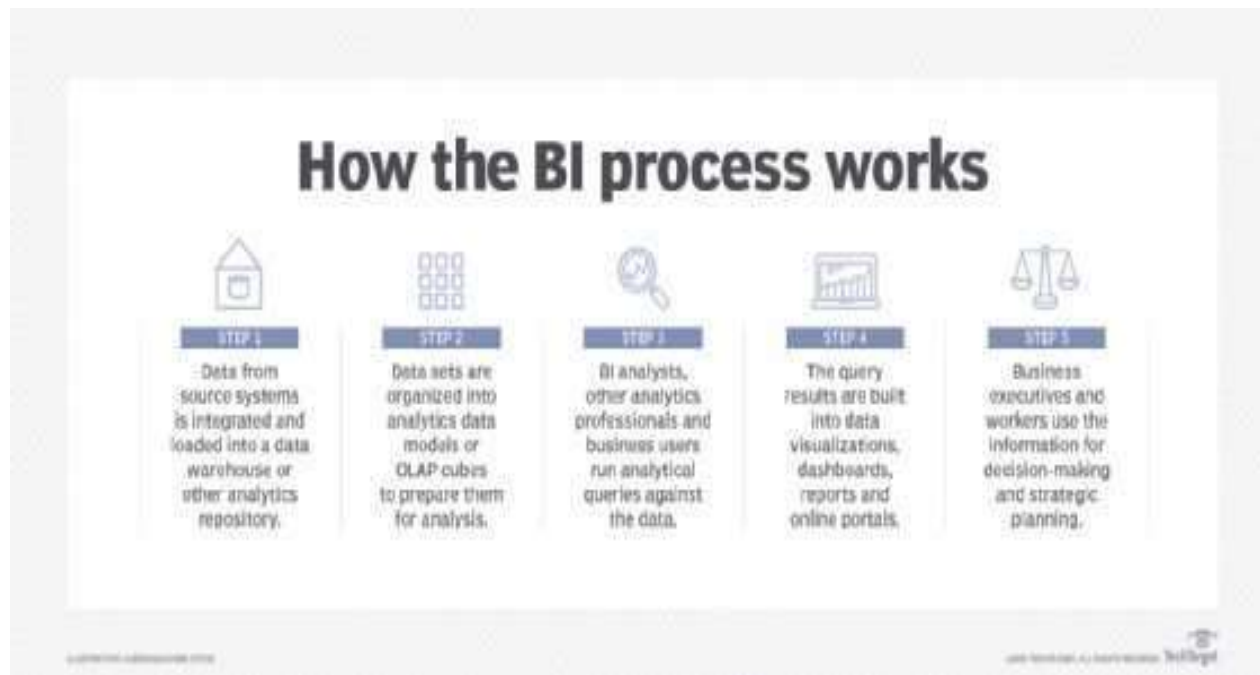 How the BI process works
STEP 1
Data from
source systems
is integrated and
loaded into a data
warehouse or
other analytics
repository.
STEP 2
Data sets are
organized into
analytics data
models or
OLAP cubes
to prepare them
for analysis.
STEP 3
BI analysts,
other analytics
professionals and
business users
run analytical
queries against
the data.
STEP 4
The query
results are built
into data
visualizations,
dashboards,
reports and
online portals.
STEP 5
Business
executives and
workers use the
information for
decision-making
and strategic
planning.
TechTarget